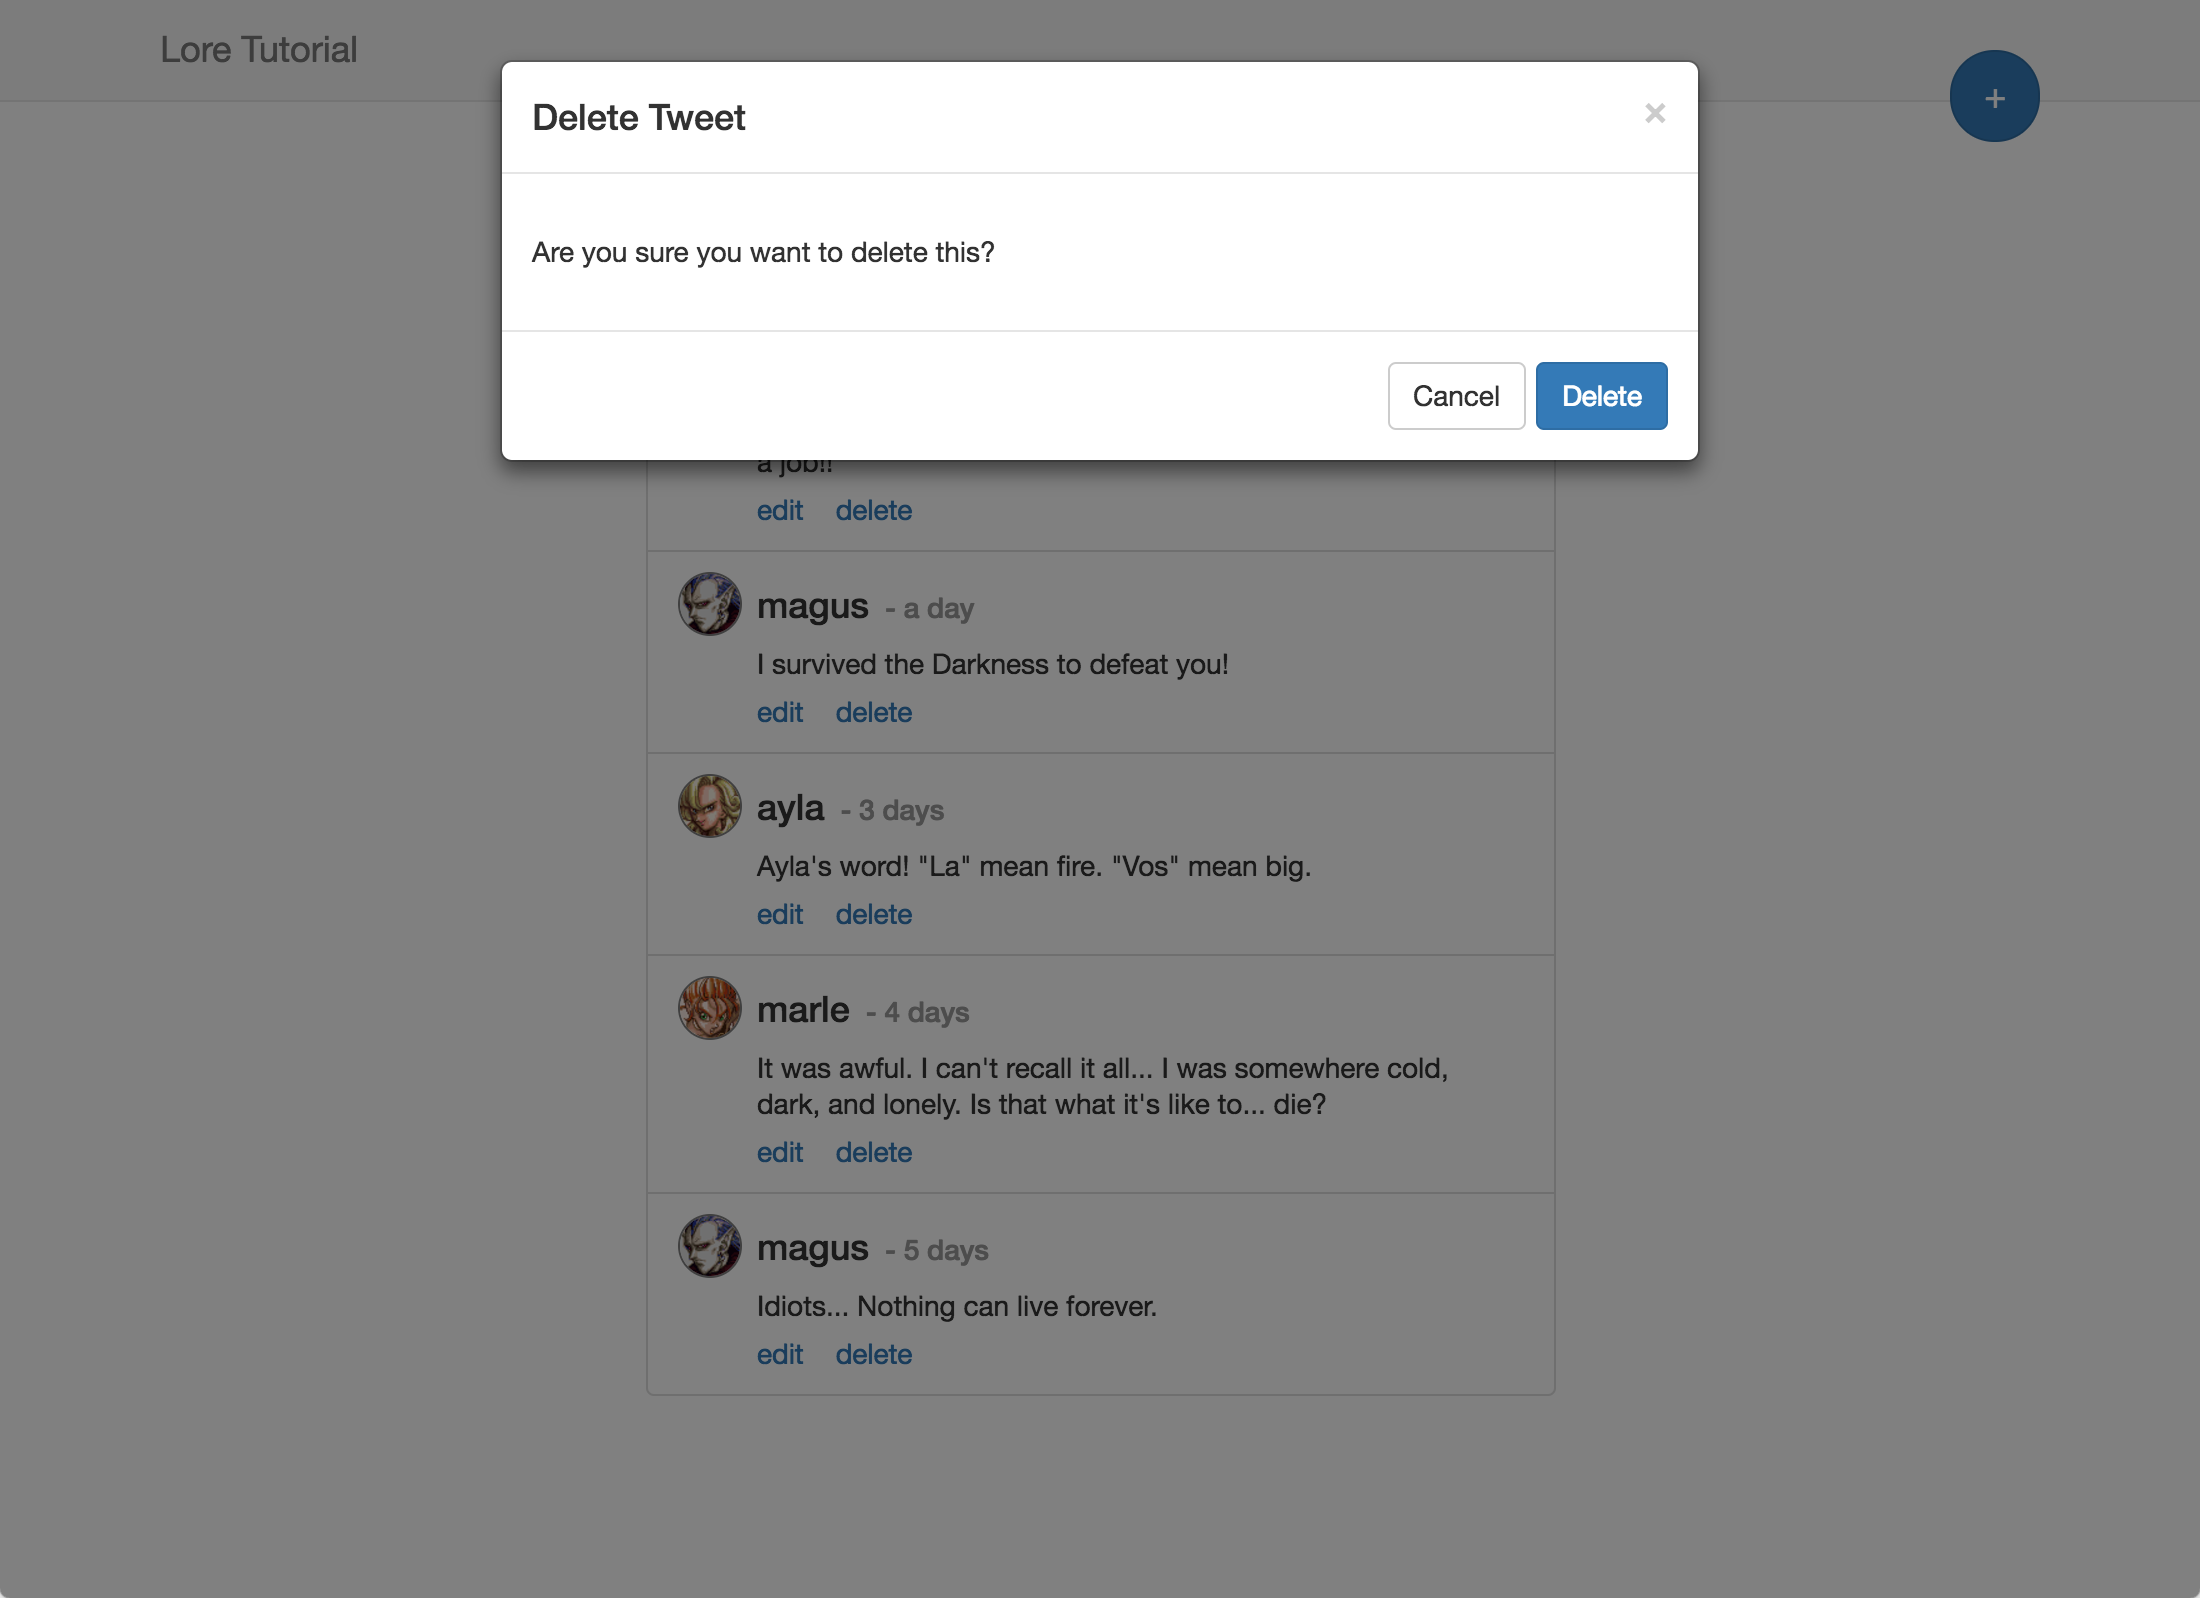 Lore Tutorial
+
Delete Tweet
×
Are you sure you want to delete this?
Cancel Delete
a job!!
edit delete
magus - a day
I survived the Darkness to defeat you!
edit delete
ayla - 3 days
Ayla's word! "La" mean fire. "Vos" mean big.
edit delete
marle - 4 days
It was awful. I can't recall it all... I was somewhere cold,
dark, and lonely. Is that what it's like to... die?
edit delete
magus - 5 days
Idiots... Nothing can live forever.
edit delete